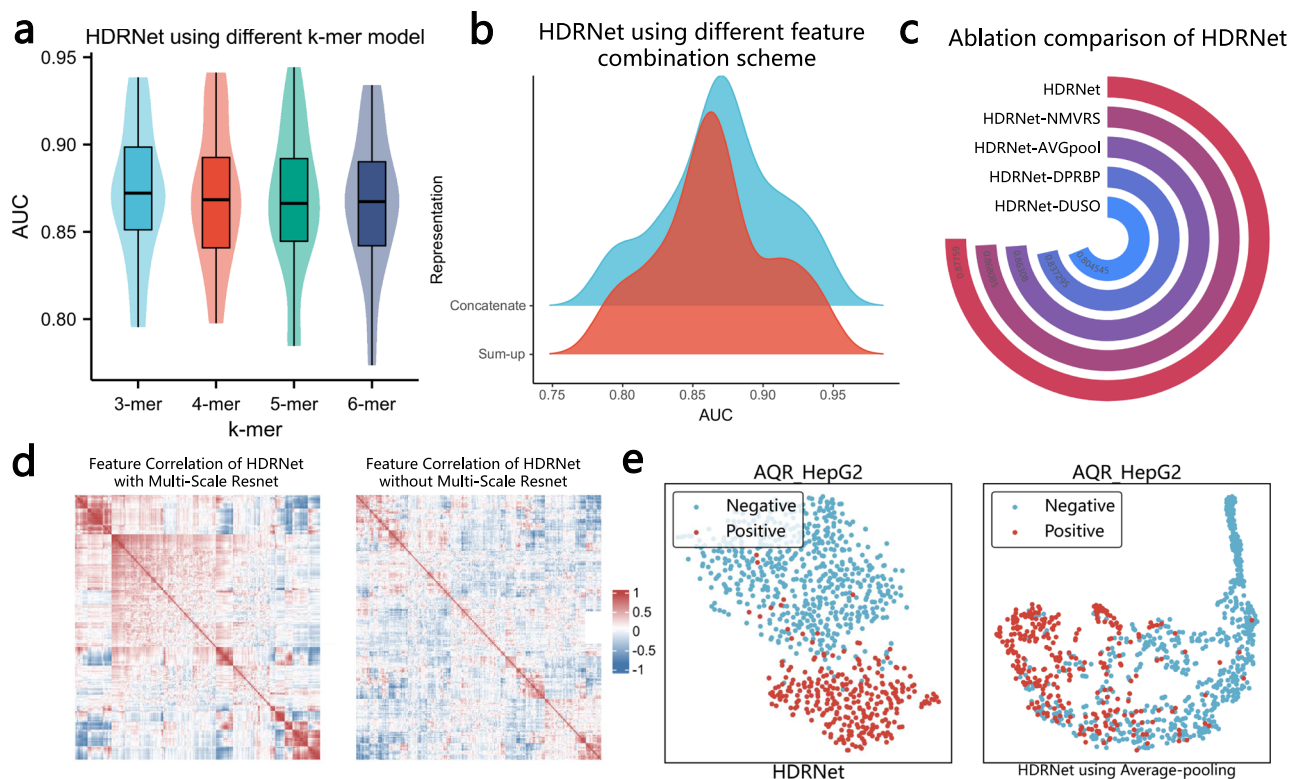 a
HDRNet using different k-mer model
0.95
0.90
0.85
0.80
AUC
3-mer 4-mer 5-mer 6-mer
k-mer
b
HDRNet using different feature
combination scheme
Representation
Concatenate
Sum-up
0.75 0.80 0.85 0.90 0.95
AUC
c
Ablation comparison of HDRNet
HDRNet
HDRNet-NMVRS
HDRNet-AVGpool
HDRNet-DPRBP
HDRNet-DUSO
0.837295
0.804545
d
Feature Correlation of HDRNet
with Multi-Scale Resnet
Feature Correlation of HDRNet
without Multi-Scale Resnet
1
0.5
0
-0.5
-1
e
AQR_HepG2
Negative
Positive
HDRNet
AQR_HepG2
Negative
Positive
HDRNet using Average-pooling